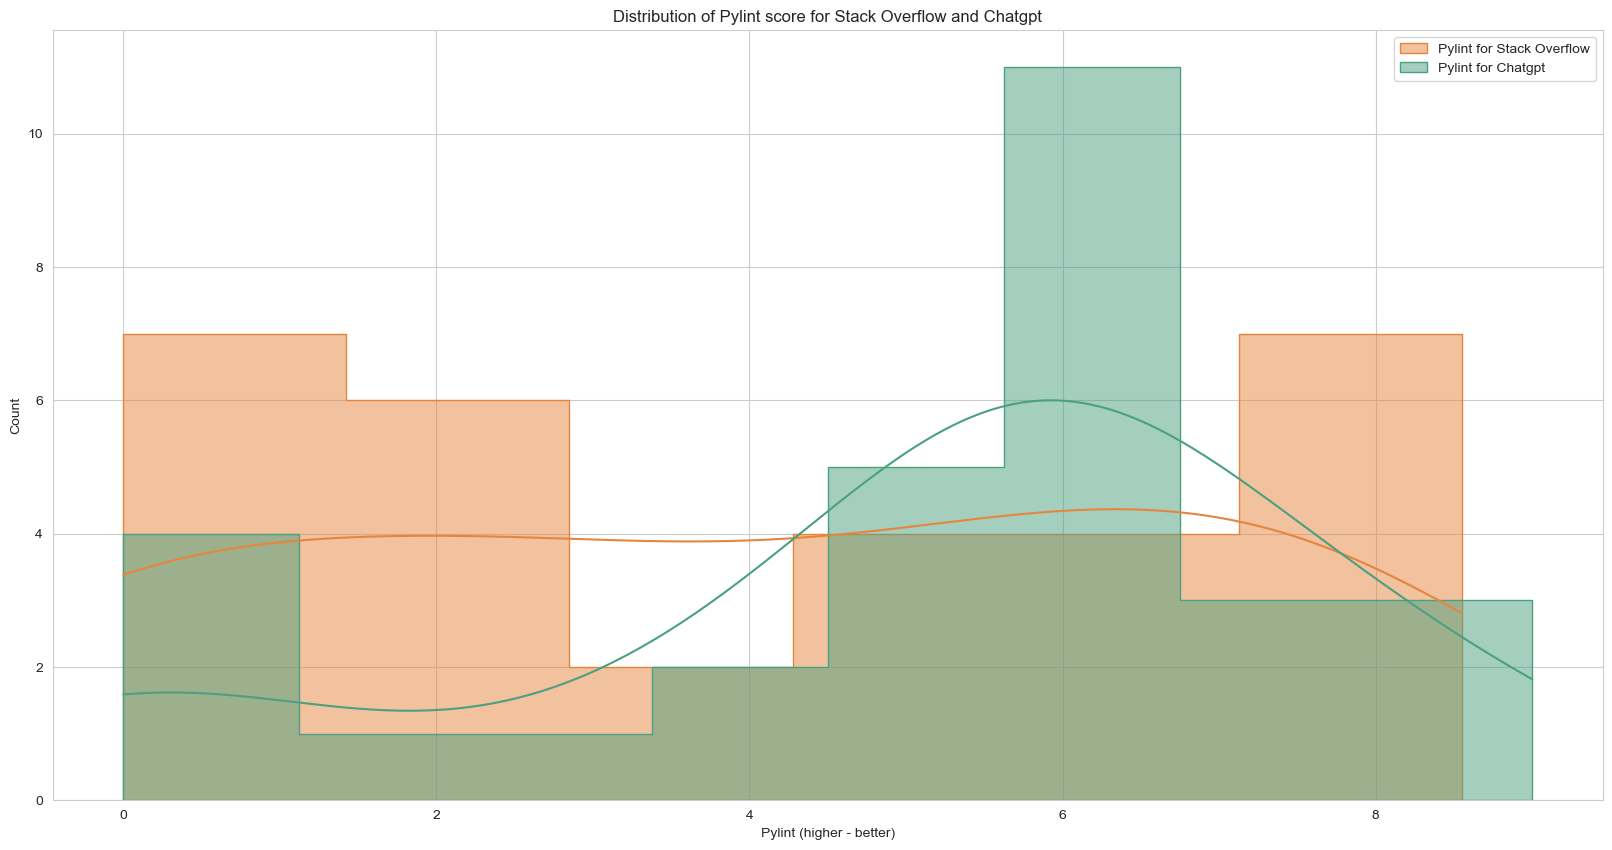 Distribution of Pylint score for Stack Overflow and Chatgpt
Pylint for Stack Overflow
Pylint for Chatgpt
10
8
6
4
2
0
Count
0 2 4 6 8
Pylint (higher - better)